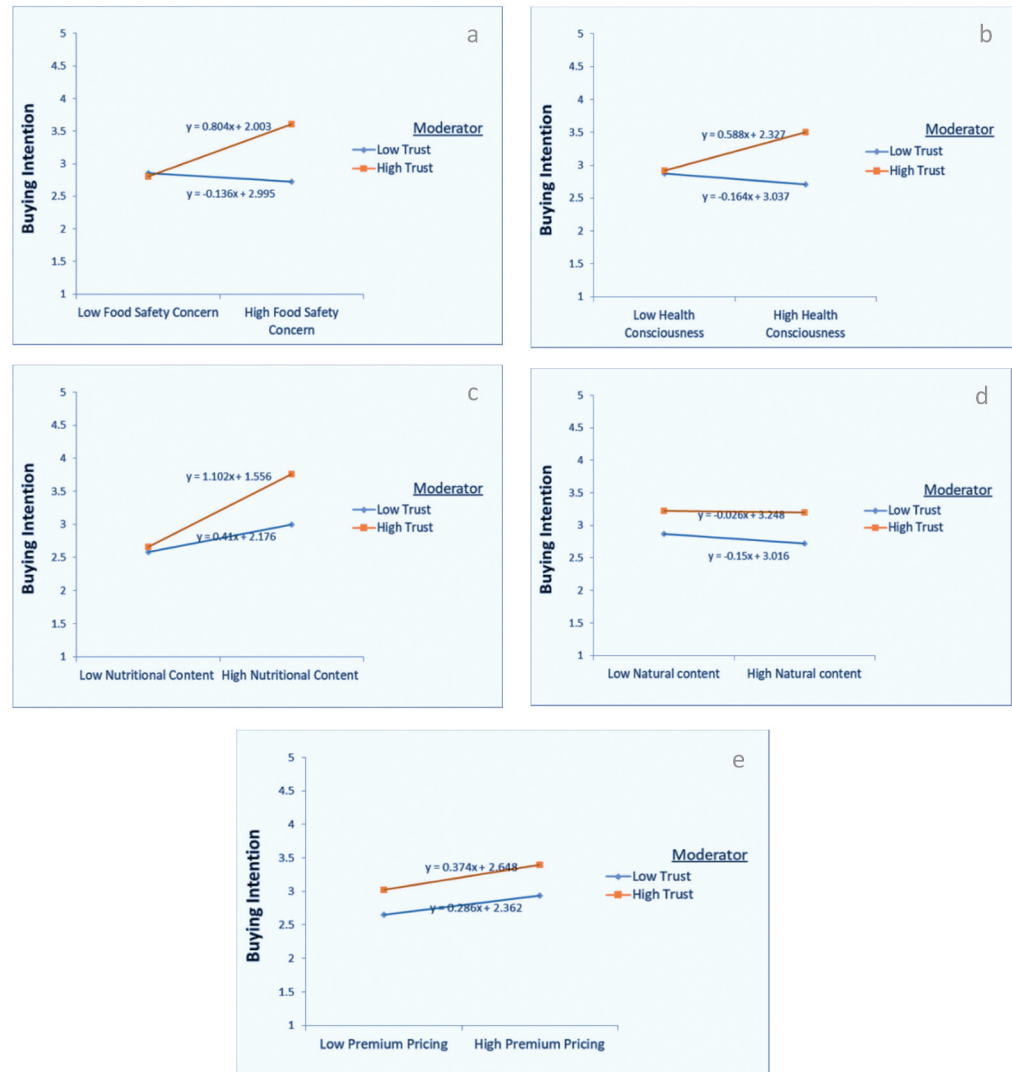 a
5
4.5
4
3.5
3
2.5
2
1.5
1
Buying Intention
y = 0.804x + 2.003
y = -0.136x + 2.995
Moderator
Low Trust
High Trust
Low Food Safety Concern
High Food Safety
Concern
b
5
4.5
4
3.5
3
2.5
2
1.5
1
Buying Intention
y = 0.588x + 2.327
y = -0.164x + 3.037
Moderator
Low Trust
High Trust
Low Health
Consciousness
High Health
Consciousness
c
5
4.5
4
3.5
3
2.5
2
1.5
1
Buying Intention
y = 1.102x + 1.556
y = 0.41x + 2.176
Moderator
Low Trust
High Trust
Low Nutritional Content
High Nutritional Content
d
5
4.5
4
3.5
3
2.5
2
1.5
1
Buying Intention
y = -0.026x + 3.248
y = -0.15x + 3.016
Moderator
Low Trust
High Trust
Low Natural content
High Natural content
e
5
4.5
4
3.5
3
2.5
2
1.5
1
Buying Intention
y = 0.374x + 2.648
y = 0.286x + 2.362
Moderator
Low Trust
High Trust
Low Premium Pricing
High Premium Pricing